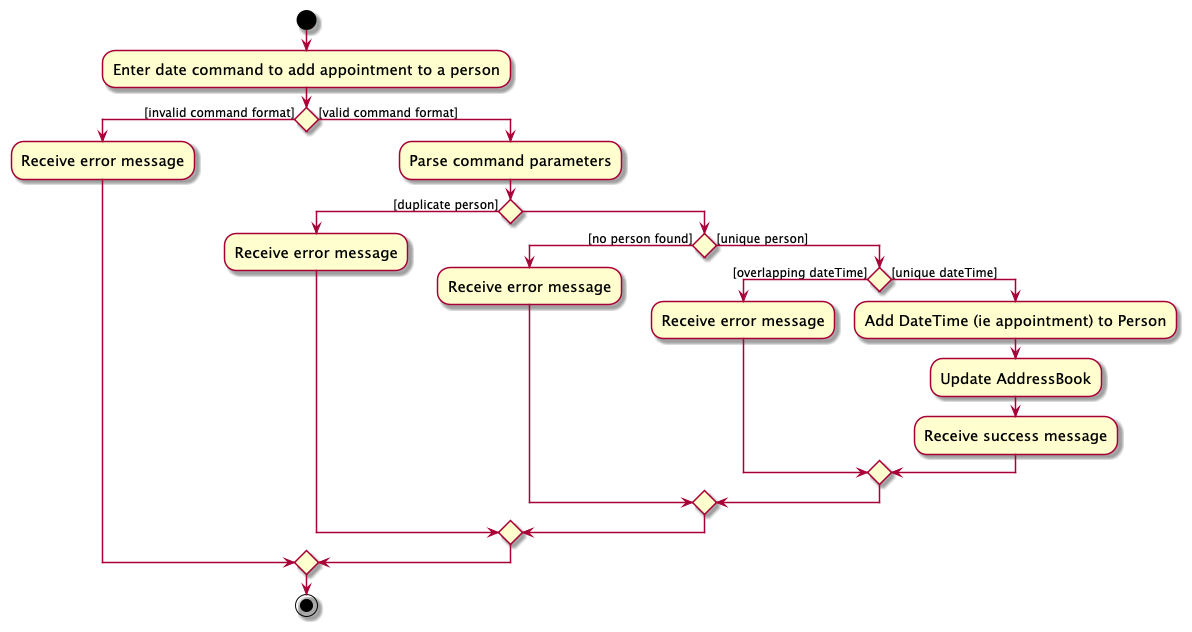 Enter date command to add appointment to a person
[invalid command format]
[valid command format]
Receive error message
Parse command parameters
[duplicate person]
Receive error message
[no person found]
[unique person]
Receive error message
[overlapping dateTime]
[unique dateTime]
Receive error message
Add DateTime (ie appointment) to Person
Update AddressBook
Receive success message